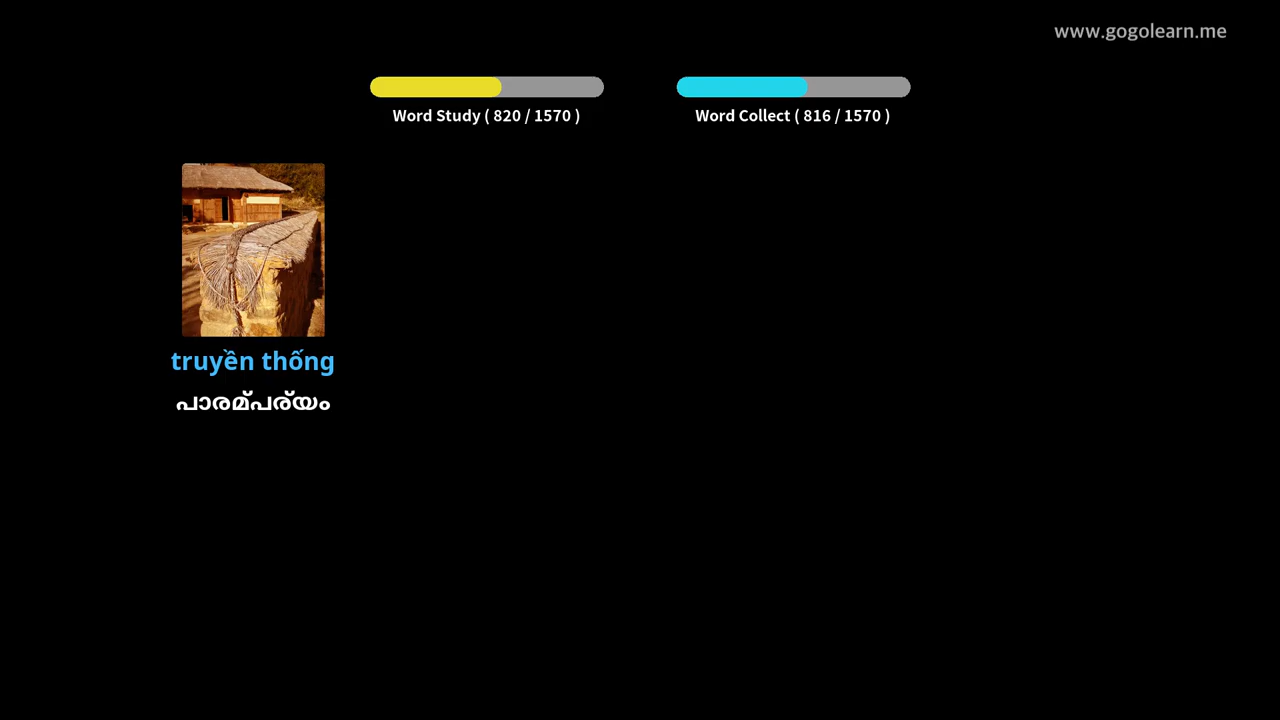 www.gogolearn.me
Word Study ( 820 / 1570 )
Word Collect ( 816 / 1570 )
truyền thống
പാരമ്പര്യം